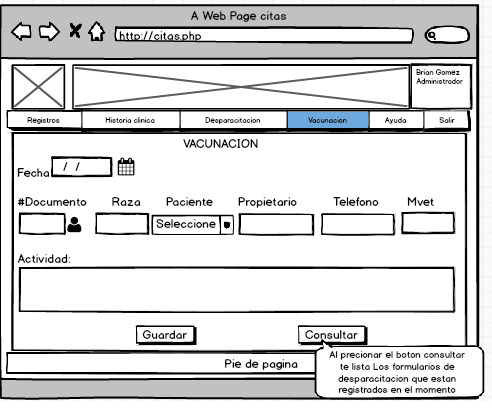 A Web Page citas
http://citas.php
Brian Gomez
Administrador
Registros Historia clinica Desparacitacion Vacunacion Ayuda Salir
VACUNACION
Fecha / /
#Documento Raza Paciente Propietario Telefono Mvet
Seleccione
Actividad:
Guardar Consultar
Pie de pagina
Al precionar el boton consultar
te lista Los formularios de
desparacitacion que estan
registrados en el momento